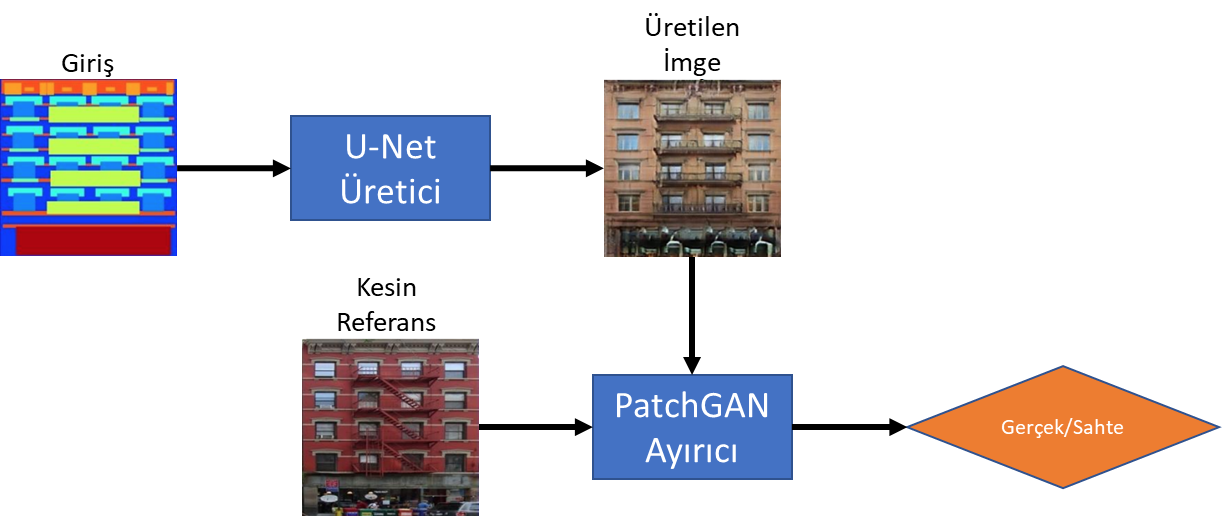 Giriş
U-Net
Üretici
Üretilen
İmge
Kesin
Referans
PatchGAN
Ayırıcı
Gerçek/Sahte